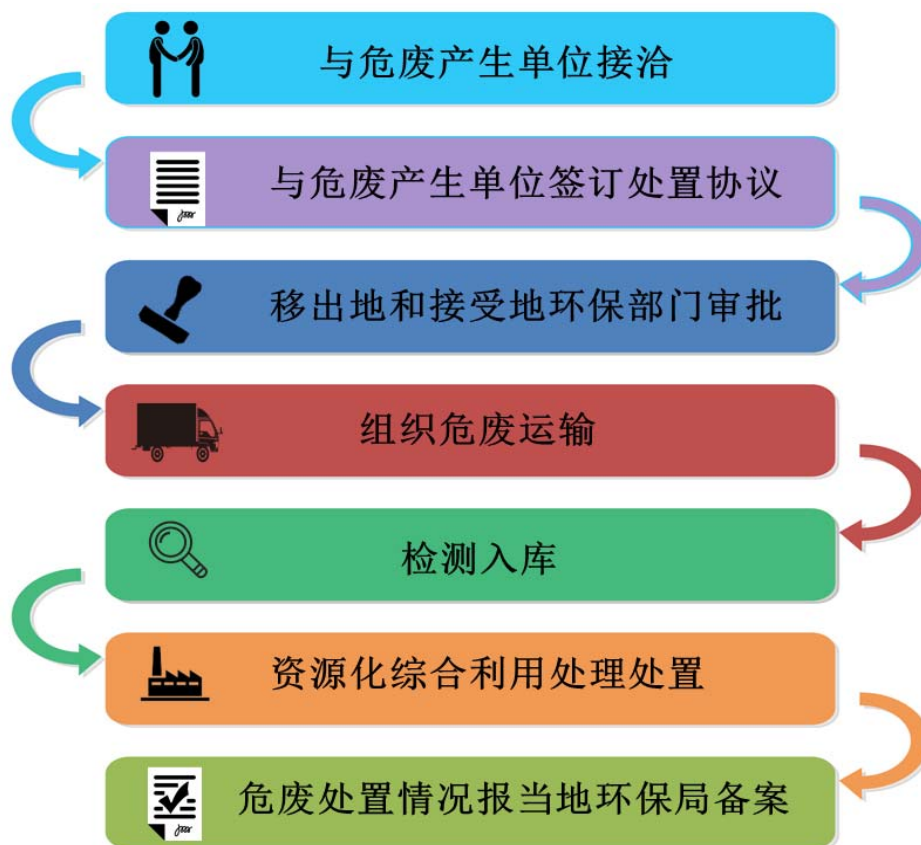 与危废产生单位接洽
与危废产生单位签订处置协议
移出地和接受地环保部门审批
组织危废运输
检测入库
资源化综合利用处理处置
危废处置情况报当地环保局备案